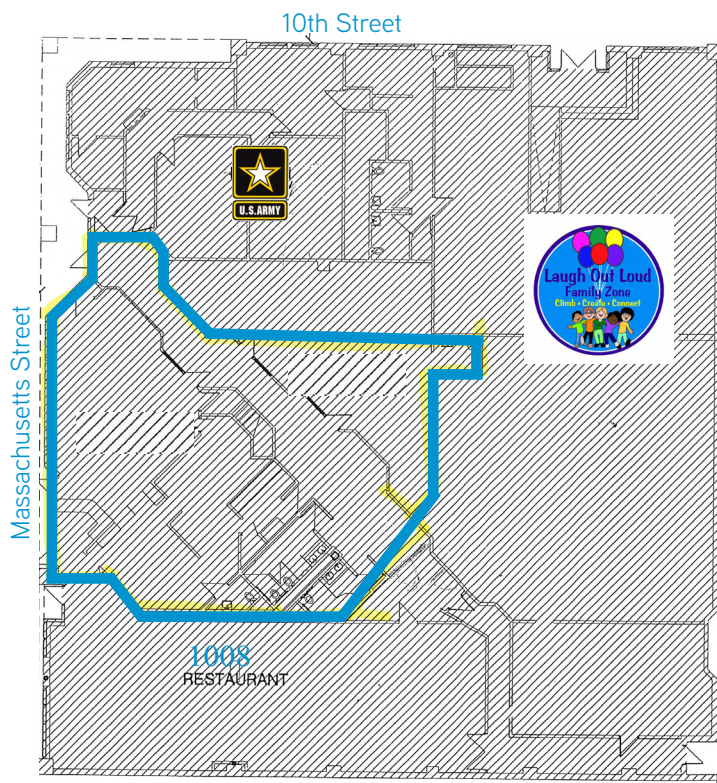 10th Street
U.S.ARMY
Laugh Out Loud
Family Zone
Climb • Create • Connect
Massachusetts Street
1008
RESTAURANT